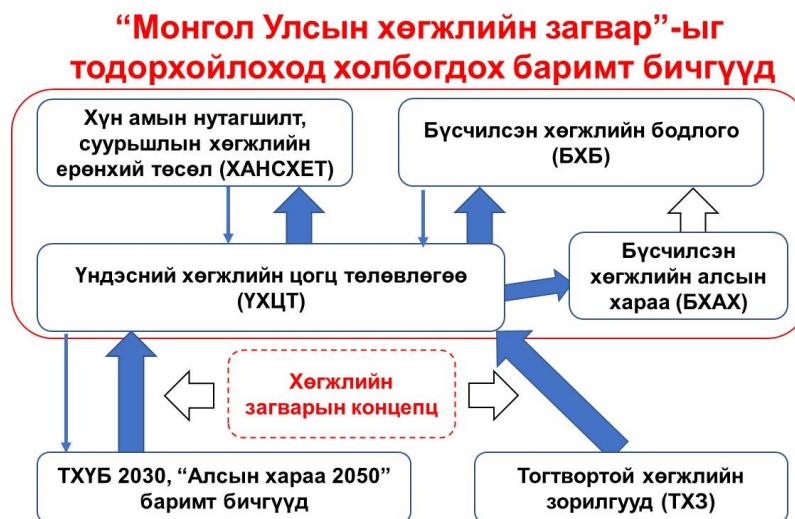 “Монгол Улсын хөгжлийн загвар”-ыг
тодорхойлоход холбогдох баримт бичгүүд
Хүн амын нутагшилт,
суурьшлын хөгжлийн
ерөнхий төсөл (ХАНСХЕТ)
Бүсчилсэн хөгжлийн бодлого
(БХБ)
Үндэсний хөгжлийн цогц төлөвлөгөө
(ҮХЦТ)
Бүсчилсэн
хөгжлийн алсын
хараа (БХАХ)
Хөгжлийн
загварын концепц
ТХҮБ 2030, “Алсын хараа 2050”
баримт бичгүүд
Тогтвортой хөгжлийн
зорилгууд (ТХЗ)